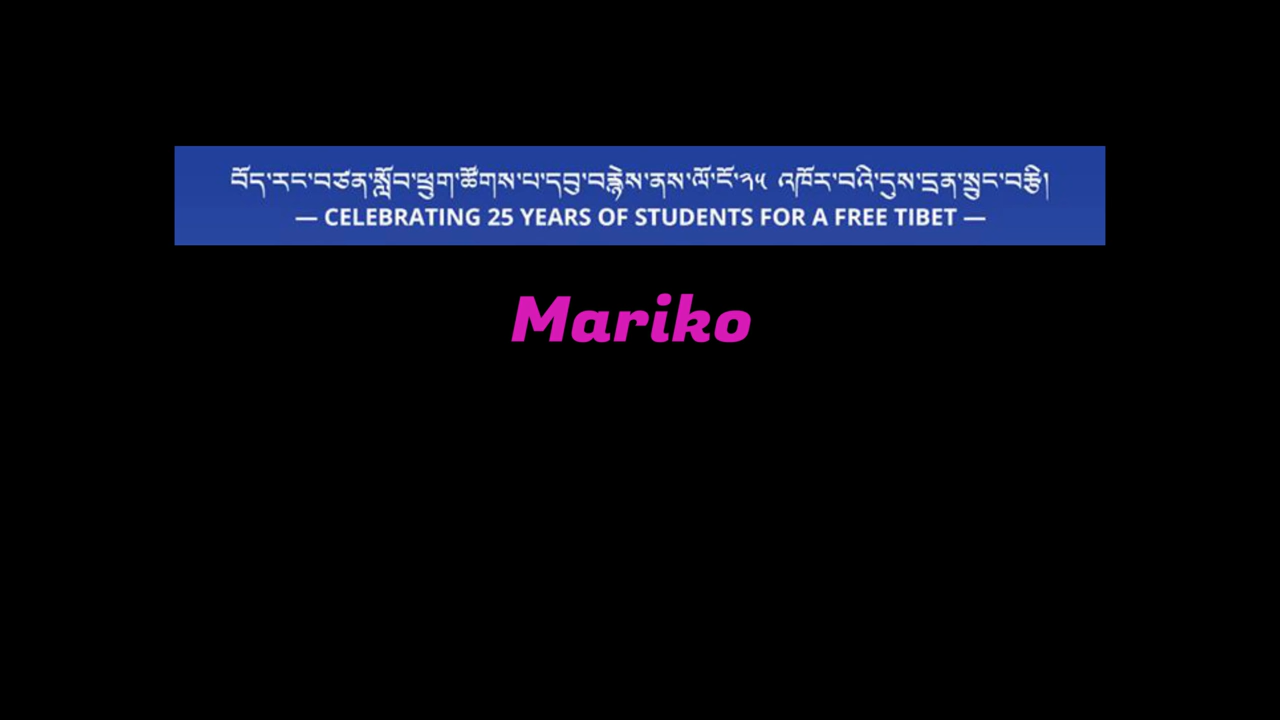 བོད་རང་བཙན་སློབ་ཕྲུག་ཚོགས་པ་དབུ་བརྙེས་ནས་ལོ་ངོ་༢༥ འཁོར་བའི་དུས་དྲན་སྲུང་བརྩི།
— CELEBRATING 25 YEARS OF STUDENTS FOR A FREE TIBET —
Mariko